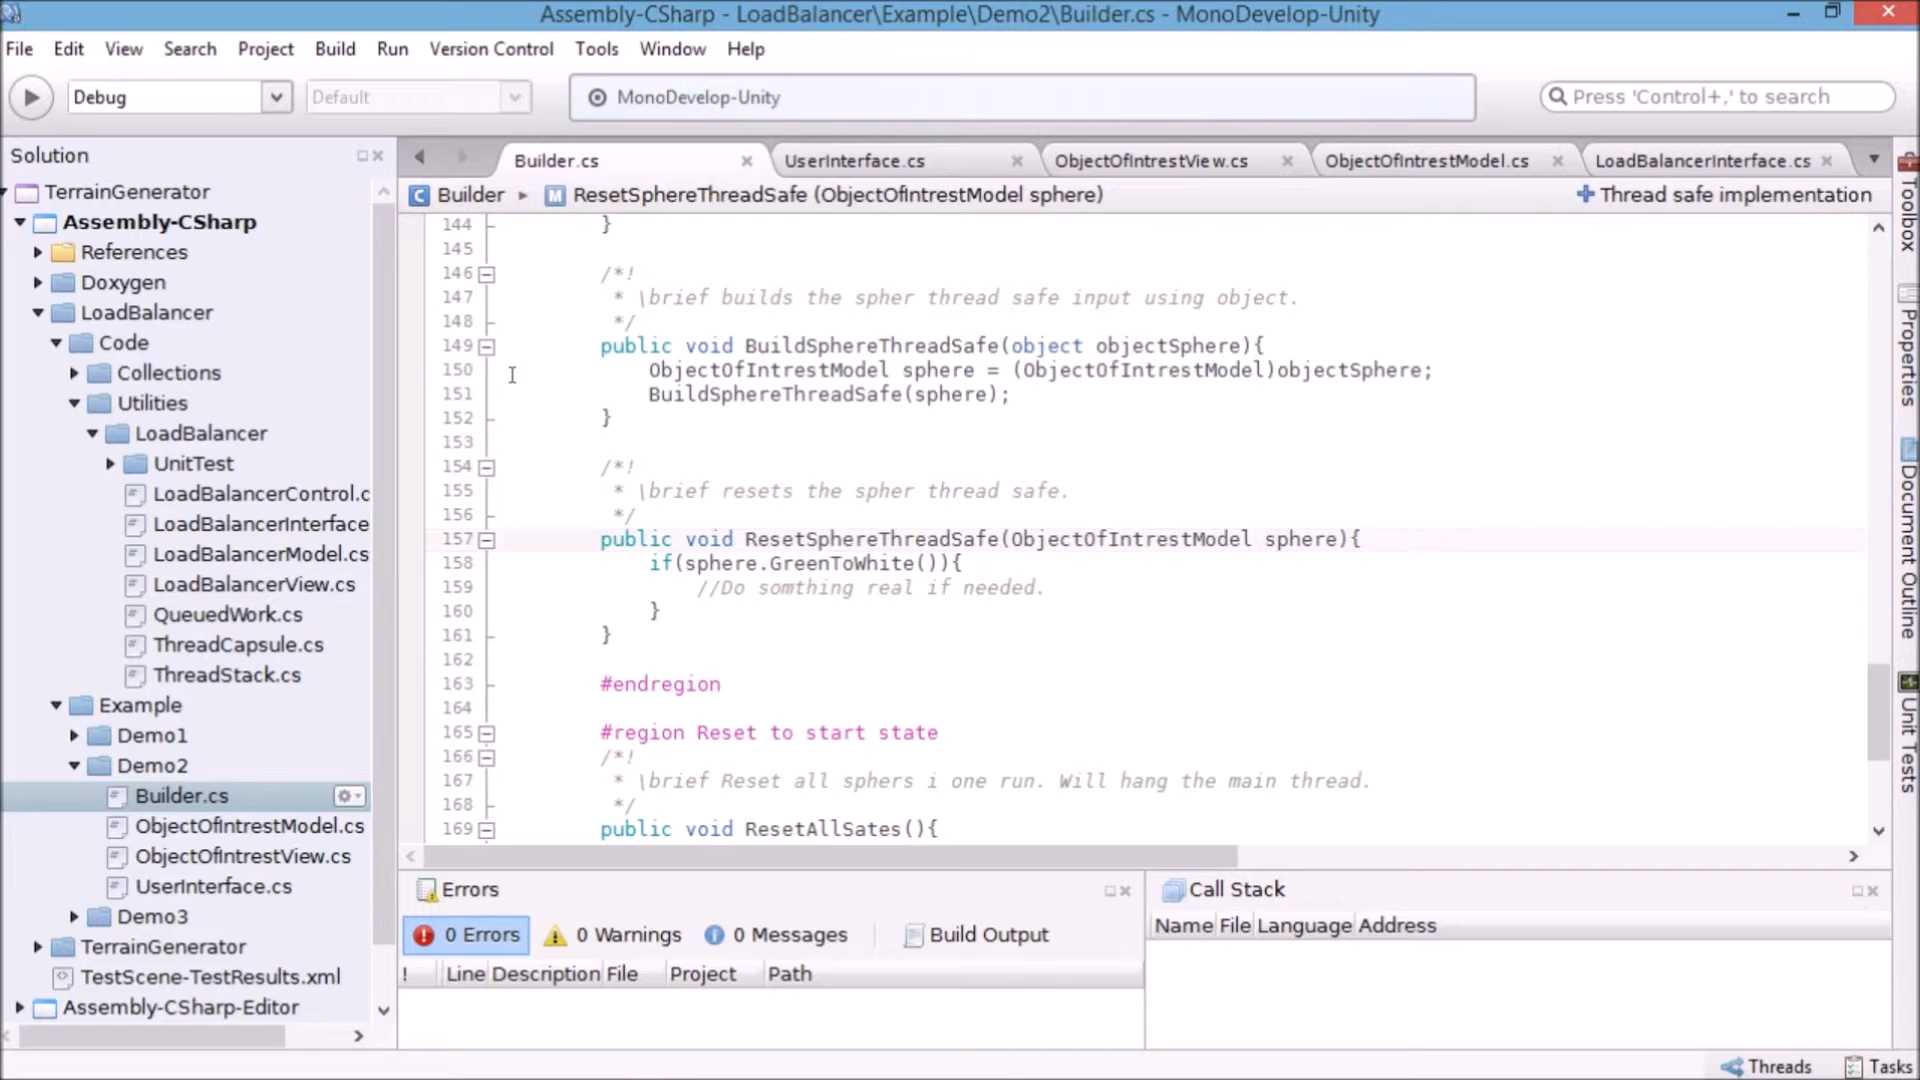 Assembly-CSharp - LoadBalancer\Example\Demo2\Builder.cs - MonoDevelop-Unity
File Edit View Search Project Build Run Version Control Tools Window Help
Debug Default MonoDevelop-Unity Press 'Control+,' to search
Solution
TerrainGenerator
Assembly-CSharp
References
Doxygen
LoadBalancer
Code
Collections
Utilities
LoadBalancer
UnitTest
LoadBalancerControl.c
LoadBalancerInterface
LoadBalancerModel.cs
LoadBalancerView.cs
QueuedWork.cs
ThreadCapsule.cs
ThreadStack.cs
Example
Demo1
Demo2
Builder.cs
ObjectOfIntrestModel.cs
ObjectOfIntrestView.cs
UserInterface.cs
Demo3
TerrainGenerator
TestScene-TestResults.xml
Assembly-CSharp-Editor
Builder.cs UserInterface.cs ObjectOfIntrestView.cs ObjectOfIntrestModel.cs LoadBalancerInterface.cs
Builder ResetSphereThreadSafe (ObjectOfIntrestModel sphere) Thread safe implementation
144 }
145
146 /*!
147 * \brief builds the spher thread safe input using object.
148 */
149 public void BuildSphereThreadSafe(object objectSphere){
150 ObjectOfIntrestModel sphere = (ObjectOfIntrestModel)objectSphere;
151 BuildSphereThreadSafe(sphere);
152 }
153
154 /*!
155 * \brief resets the spher thread safe.
156 */
157 public void ResetSphereThreadSafe(ObjectOfIntrestModel sphere){
158 if(sphere.GreenToWhite()){
159 //Do somthing real if needed.
160 }
161 }
162
163 #endregion
164
165 #region Reset to start state
166 /*!
167 * \brief Reset all sphers i one run. Will hang the main thread.
168 */
169 public void ResetAllSates(){
Errors
0 Errors 0 Warnings 0 Messages Build Output
! Line Description File Project Path
Call Stack
Name File Language Address
Toolbox
Properties
Document Outline
Unit Tests
Threads Tasks